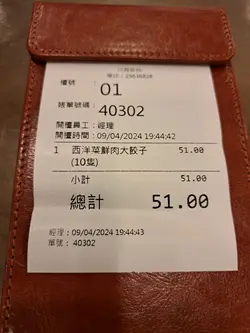 檯號
01
賬單號碼：
40302
開檯員工：經理
開檯時間：09/04/2024 19:44:42
1 西洋菜鮮肉大餃子 51.00
(10隻)
小計 51.00
總計 51.00
經理：09/04/2024 19:44:43
單號： 40302